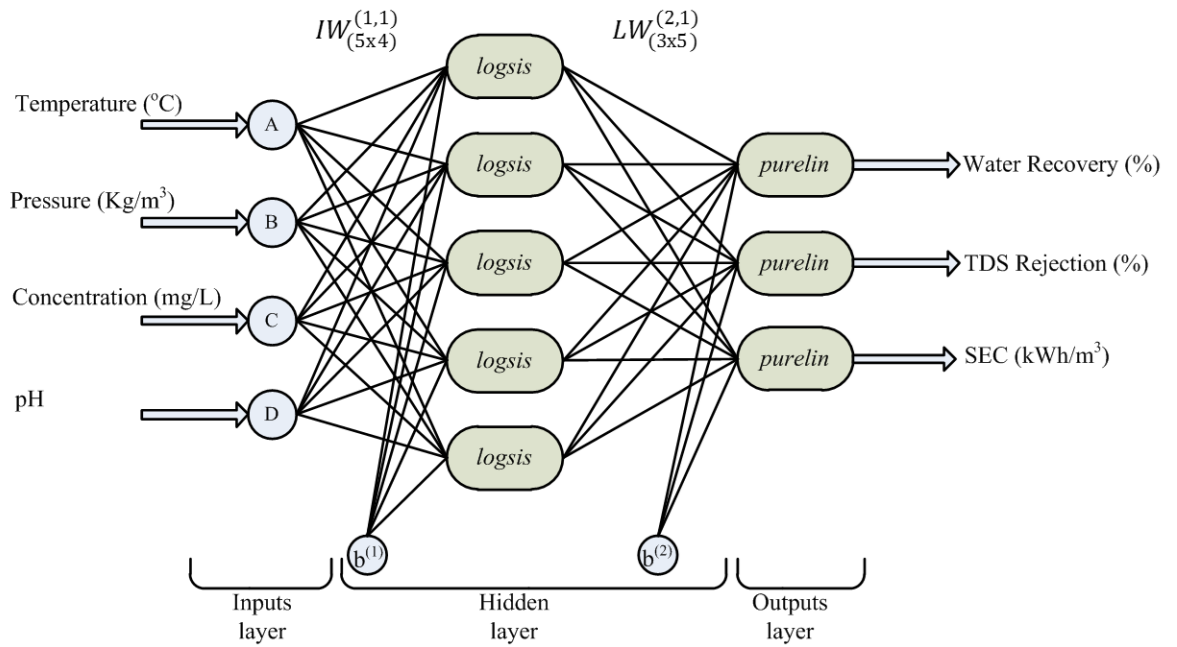 IW(5x4)(1,1)
LW(3x5)(2,1)
logsis
Temperature (oC)
A
logsis
purelin
Water Recovery (%)
Pressure (Kg/m3)
B
logsis
purelin
TDS Rejection (%)
Concentration (mg/L)
C
logsis
purelin
SEC (kWh/m3)
pH
D
logsis
b(1)
b(2)
Inputs
layer
Hidden
layer
Outputs
layer